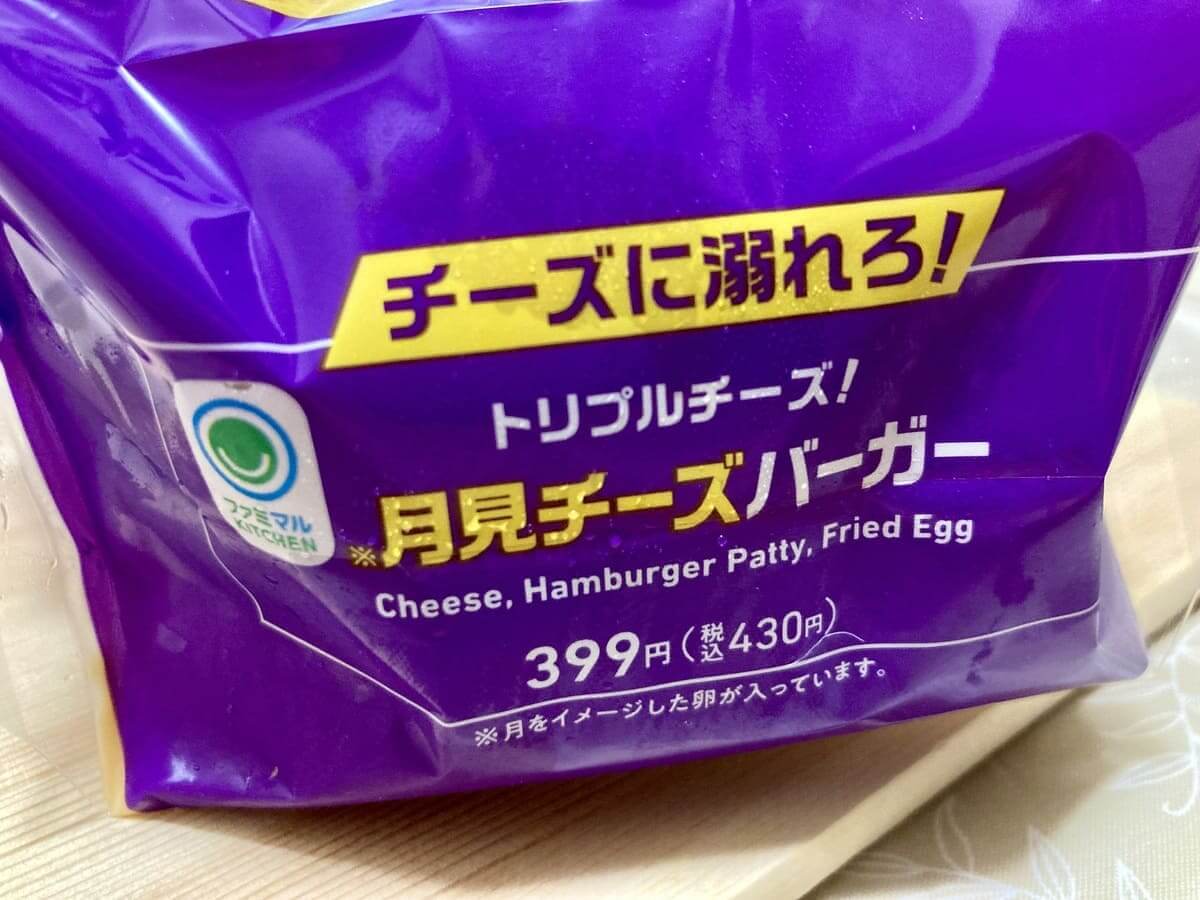 チーズに溺れろ!
トリプルチーズ!
※月見チーズバーガー
Cheese, Hamburger Patty, Fried Egg
399円(税込430円)
※月をイメージした卵が入っています。
ファミマル
KITCHEN